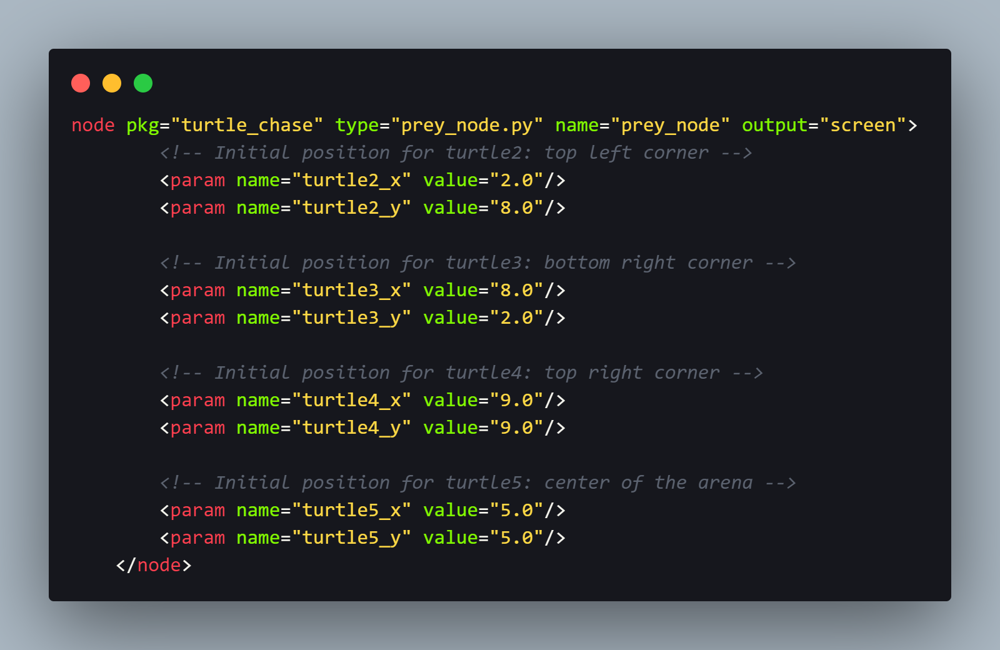 node pkg="turtle_chase" type="prey_node.py" name="prey_node" output="screen">
<!-- Initial position for turtle2: top left corner -->
<param name="turtle2_x" value="2.0"/>
<param name="turtle2_y" value="8.0"/>
<!-- Initial position for turtle3: bottom right corner -->
<param name="turtle3_x" value="8.0"/>
<param name="turtle3_y" value="2.0"/>
<!-- Initial position for turtle4: top right corner -->
<param name="turtle4_x" value="9.0"/>
<param name="turtle4_y" value="9.0"/>
<!-- Initial position for turtle5: center of the arena -->
<param name="turtle5_x" value="5.0"/>
<param name="turtle5_y" value="5.0"/>
</node>